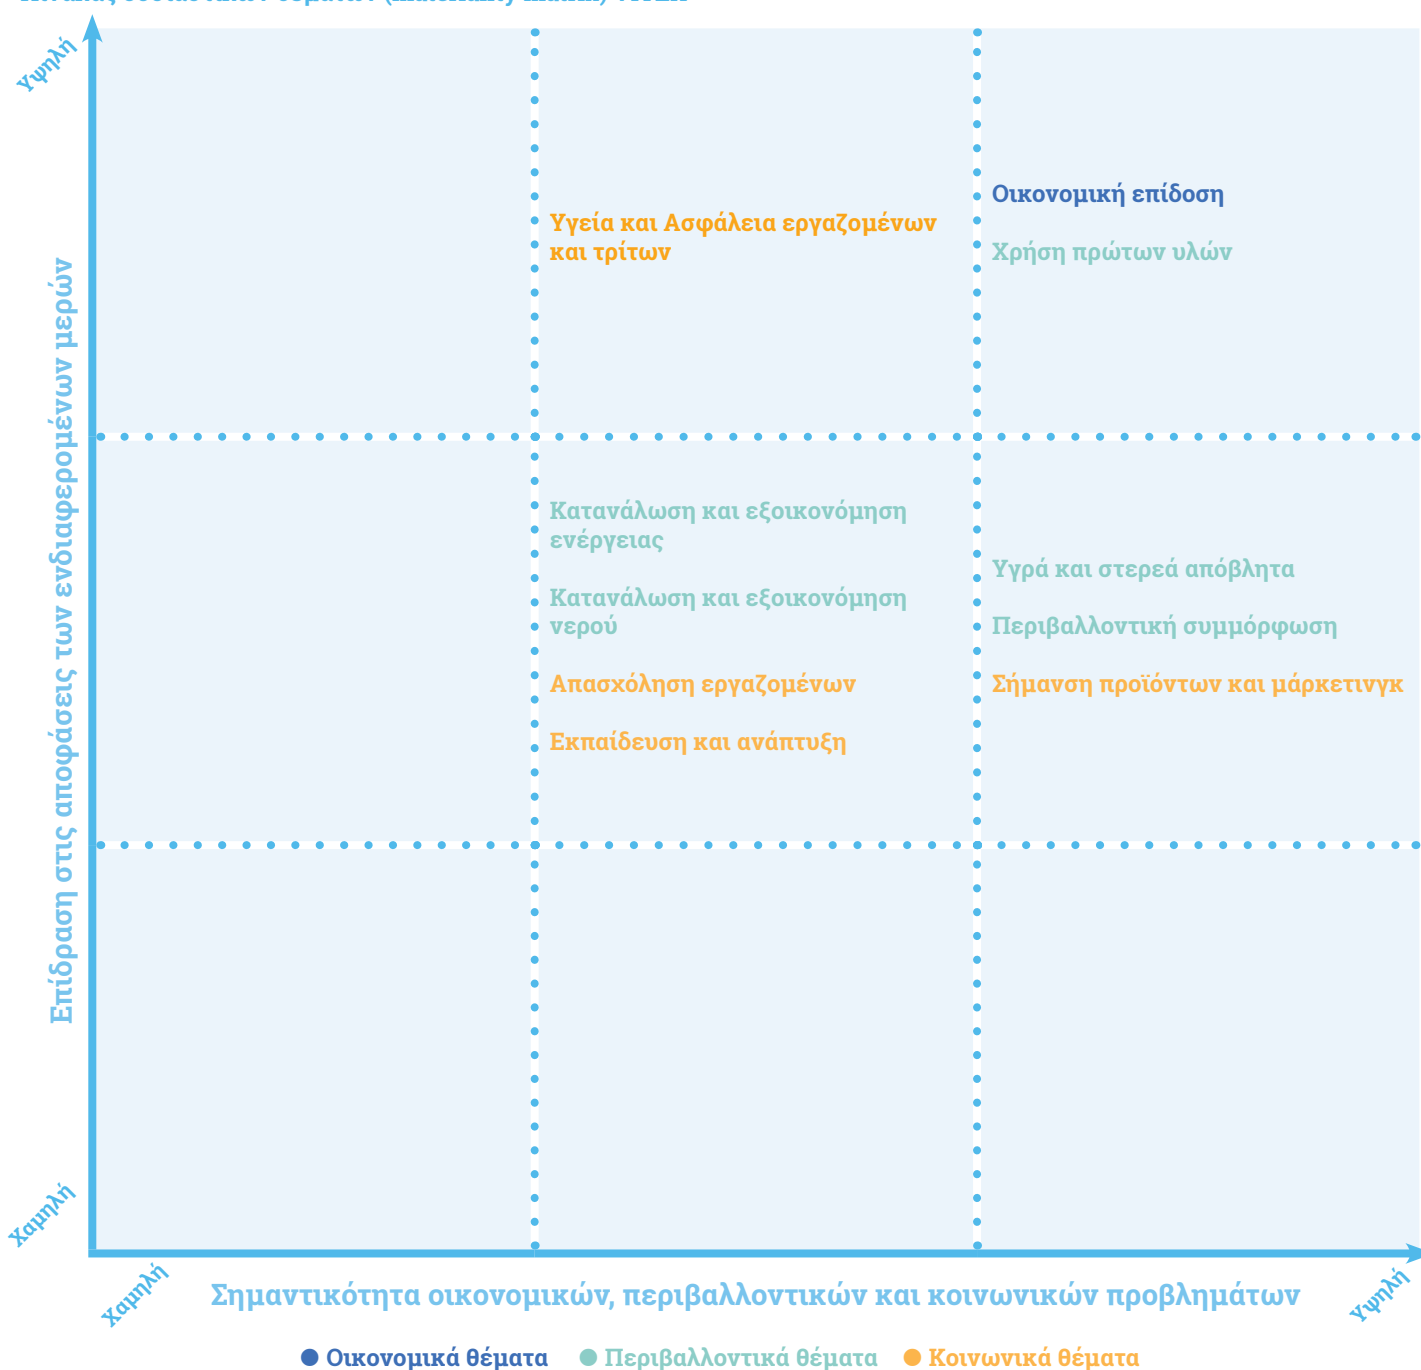 (materiality matrix)
Υψηλή
Οικονομική επίδοση
Υγεία και Ασφάλεια εργαζομένων
και τρίτων
Χρήση πρώτων υλών
Επίδραση στις αποφάσεις των ενδιαφερομένων μερών
Κατανάλωση και εξοικονόμηση
ενέργειας
Κατανάλωση και εξοικονόμηση
νερού
Απασχόληση εργαζομένων
Εκπαίδευση και ανάπτυξη
Υγρά και στερεά απόβλητα
Περιβαλλοντική συμμόρφωση
Σήμανση προϊόντων και μάρκετινγκ
Χαμηλή
Χαμηλή
Σημαντικότητα οικονομικών, περιβαλλοντικών και κοινωνικών προβλημάτων
Υψηλή
Οικονομικά θέματα
Περιβαλλοντικά θέματα
Κοινωνικά θέματα